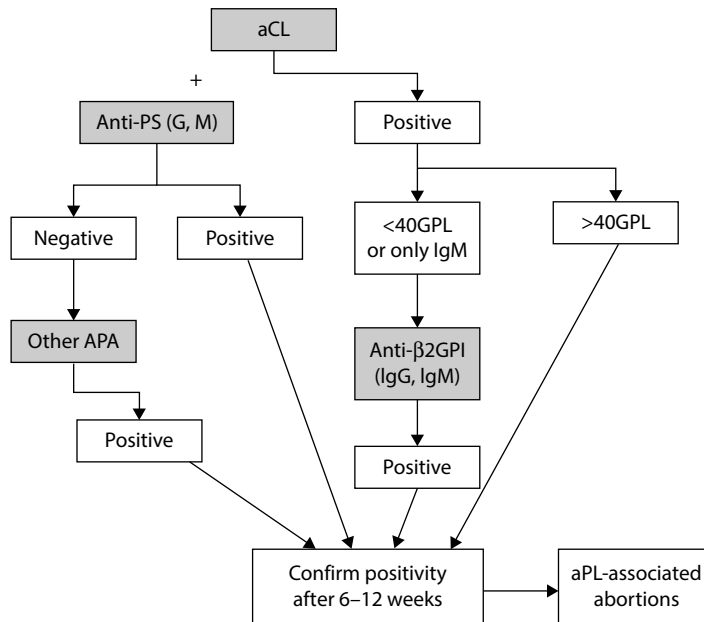 aCL
+
Anti-PS (G, M)
Positive
Negative
Positive
<40GPL
or only IgM
>40GPL
Other APA
Anti-β2GPI
(IgG, IgM)
Positive
Positive
Confirm positivity
after 6–12 weeks
aPL-associated
abortions